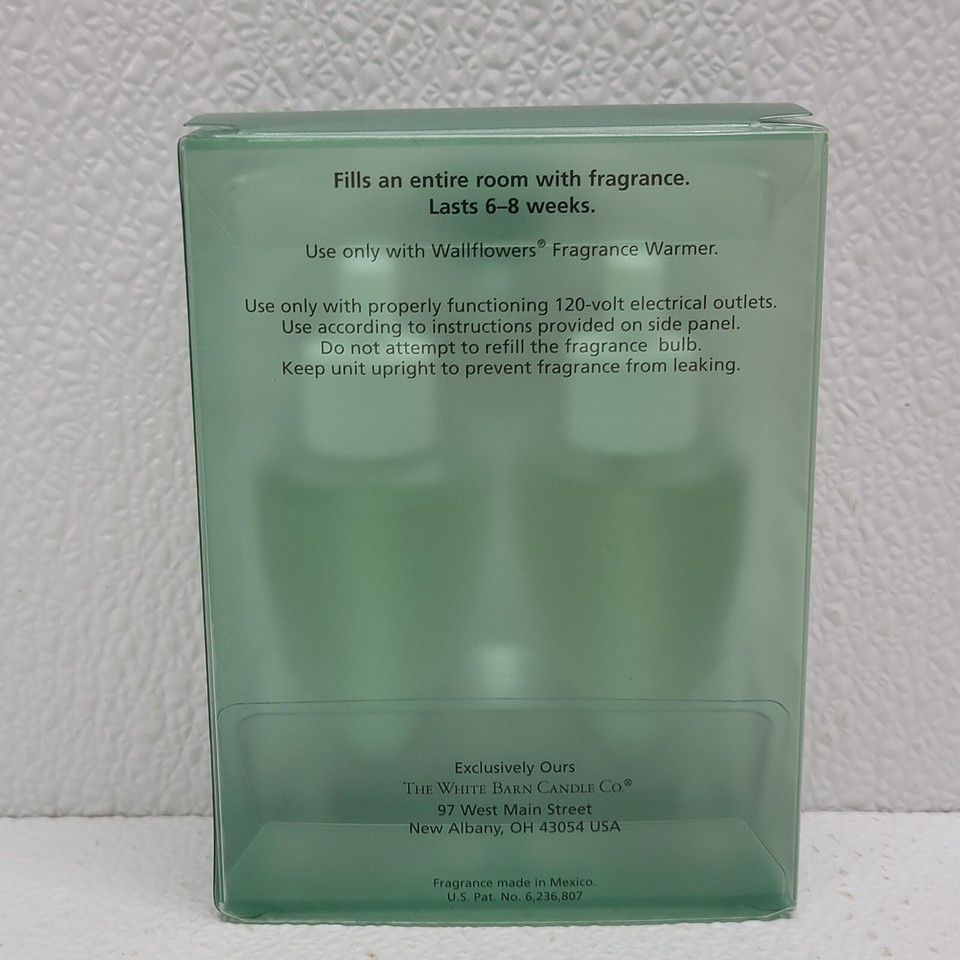 Fills an entire room with fragrance.
Lasts 6–8 weeks.
Use only with Wallflowers® Fragrance Warmer.
Use only with properly functioning 120-volt electrical outlets.
Use according to instructions provided on side panel.
Do not attempt to refill the fragrance bulb.
Keep unit upright to prevent fragrance from leaking.
Exclusively Ours
THE WHITE BARN CANDLE CO.®
97 West Main Street
New Albany, OH 43054 USA
Fragrance made in Mexico.
U.S. Pat. No. 6,236,807